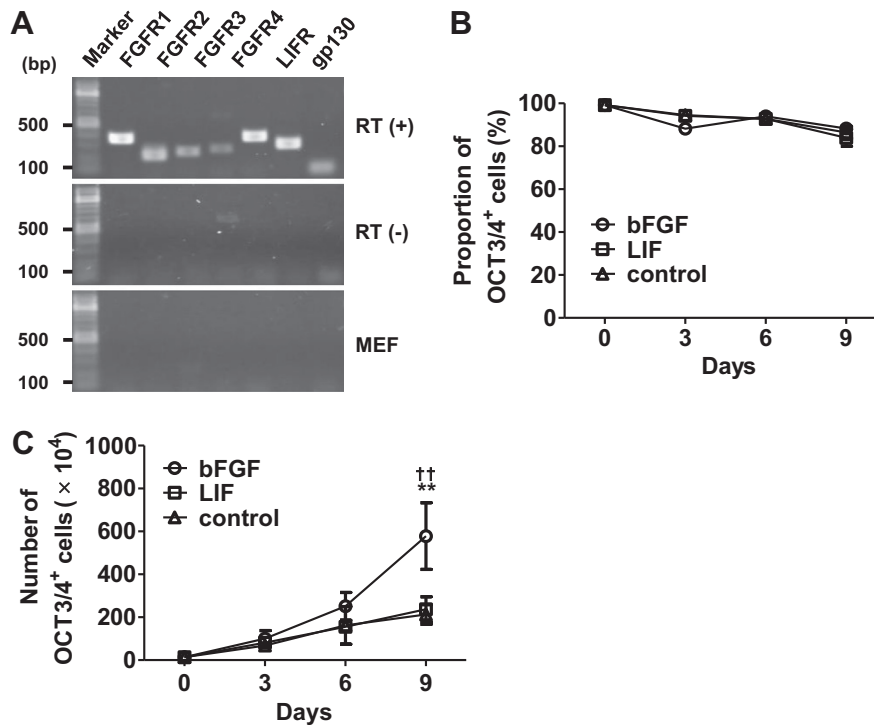 A
Marker
FGFR1
FGFR2
FGFR3
FGFR4
LIFR
gp130
(bp)
500
100
RT (+)
500
100
RT (-)
500
100
MEF
B
Proportion of
OCT3/4+ cells (%)
100
80
60
40
20
0
bFGF
LIF
control
0 3 6 9
Days
C
Number of
OCT3/4+ cells ( × 10^4)
1000
800
600
400
200
0
bFGF
LIF
control
††
**
0 3 6 9
Days